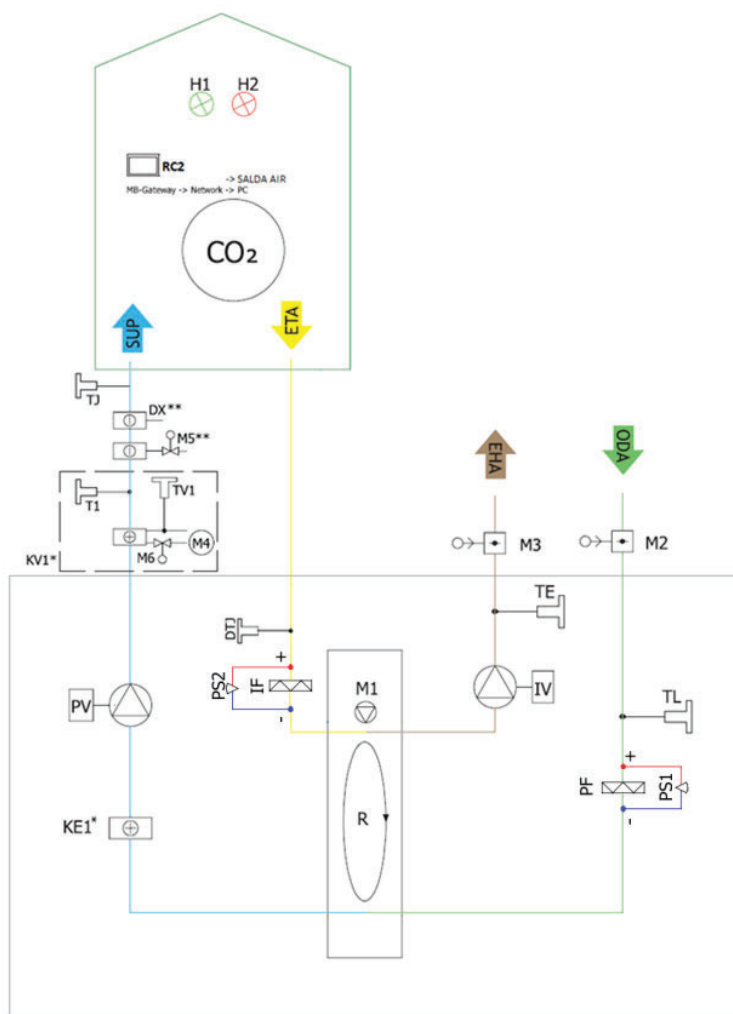 H1 H2
RC2
-> SALDA AIR
MB-Gateway -> Network -> PC
CO₂
SUP
ETA
TJ
DX**
M5**
EHA
ODA
T1
TV1
M4
M6
KV1*
M3
M2
TE
DTJ
+
PS2
IF
-
M1
PV
IV
TL
+
PF
PS1
-
KE1*
R